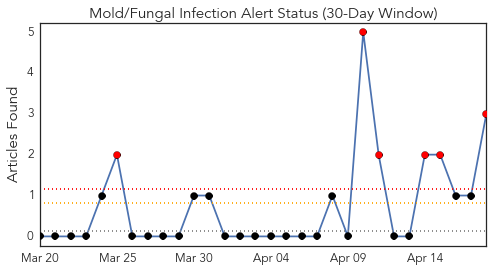 Mold/Fungal Infection Alert Status (30-Day Window)
Articles Found
5
4
3
2
1
0
Mar 20 Mar 25 Mar 30 Apr 04 Apr 09 Apr 14